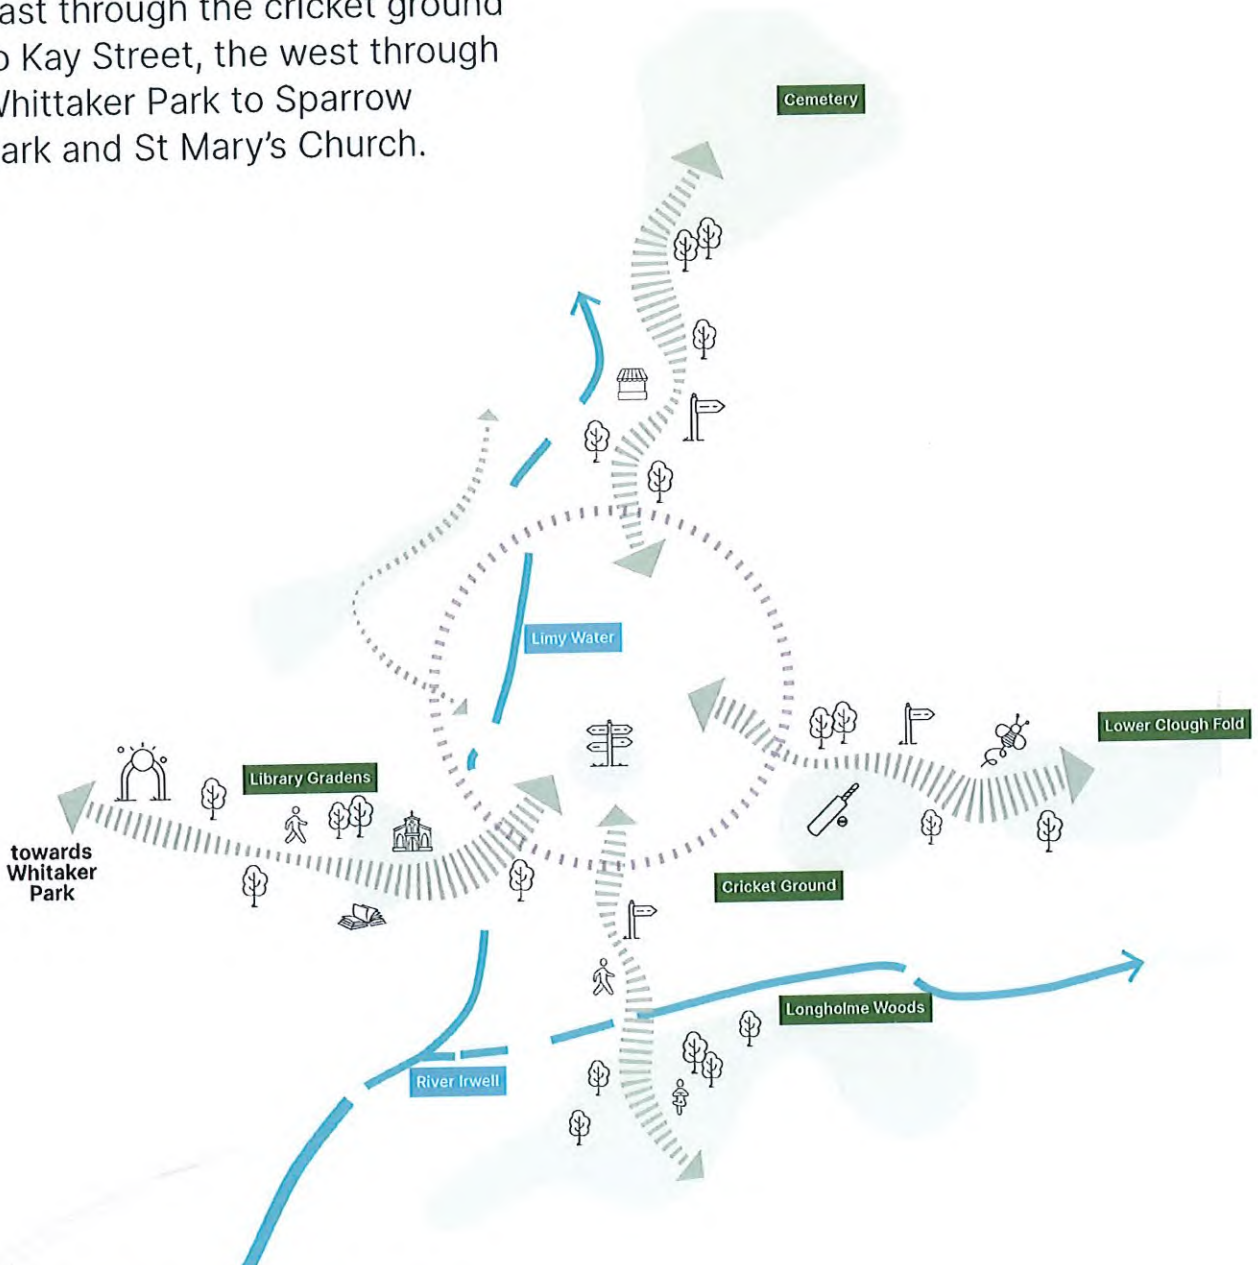 ast through the cricket ground
o Kay Street, the west through
Whittaker Park to Sparrow
ark and St Mary's Church.
Cemetery
Limy Water
Lower Clough Fold
Library Gradens
towards
Whitaker
Park
Cricket Ground
Longholme Woods
River Irwell